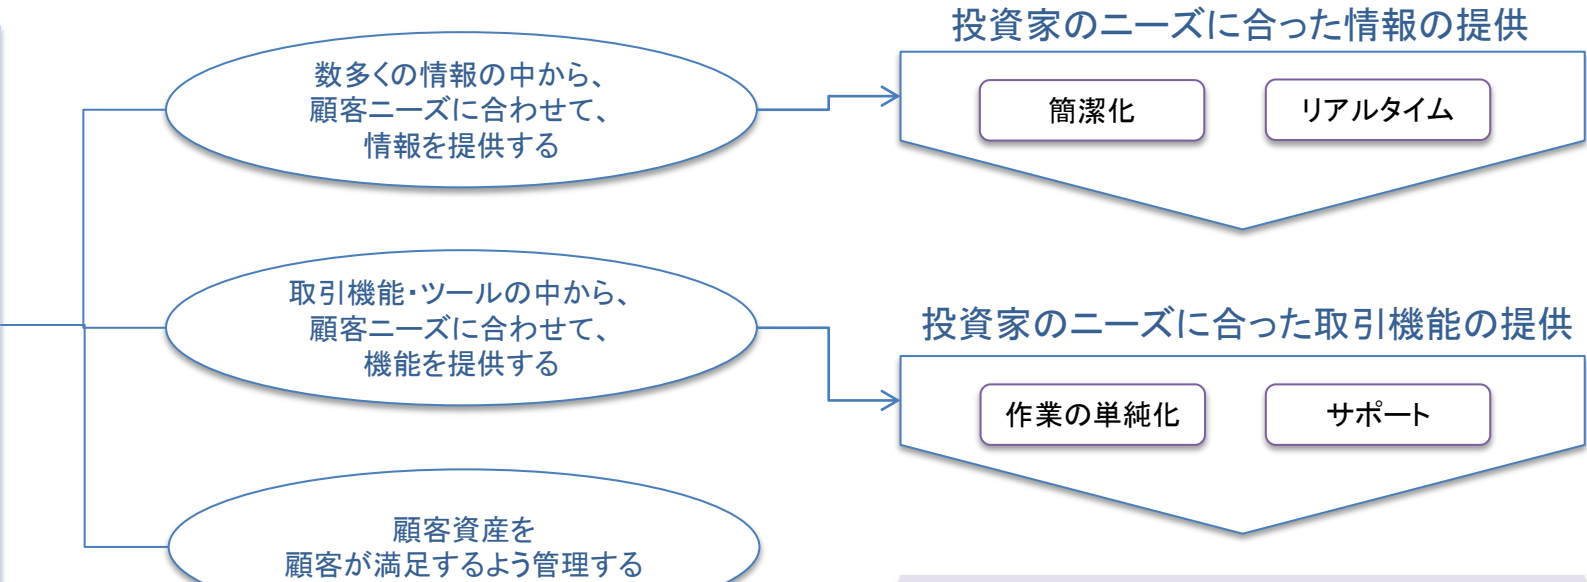 投資家のニーズに合った情報の提供
数多くの情報の中から、
顧客ニーズに合わせて、
情報を提供する
簡潔化
リアルタイム
取引機能・ツールの中から、
顧客ニーズに合わせて、
機能を提供する
投資家のニーズに合った取引機能の提供
作業の単純化
サポート
顧客資産を
顧客が満足するよう管理する